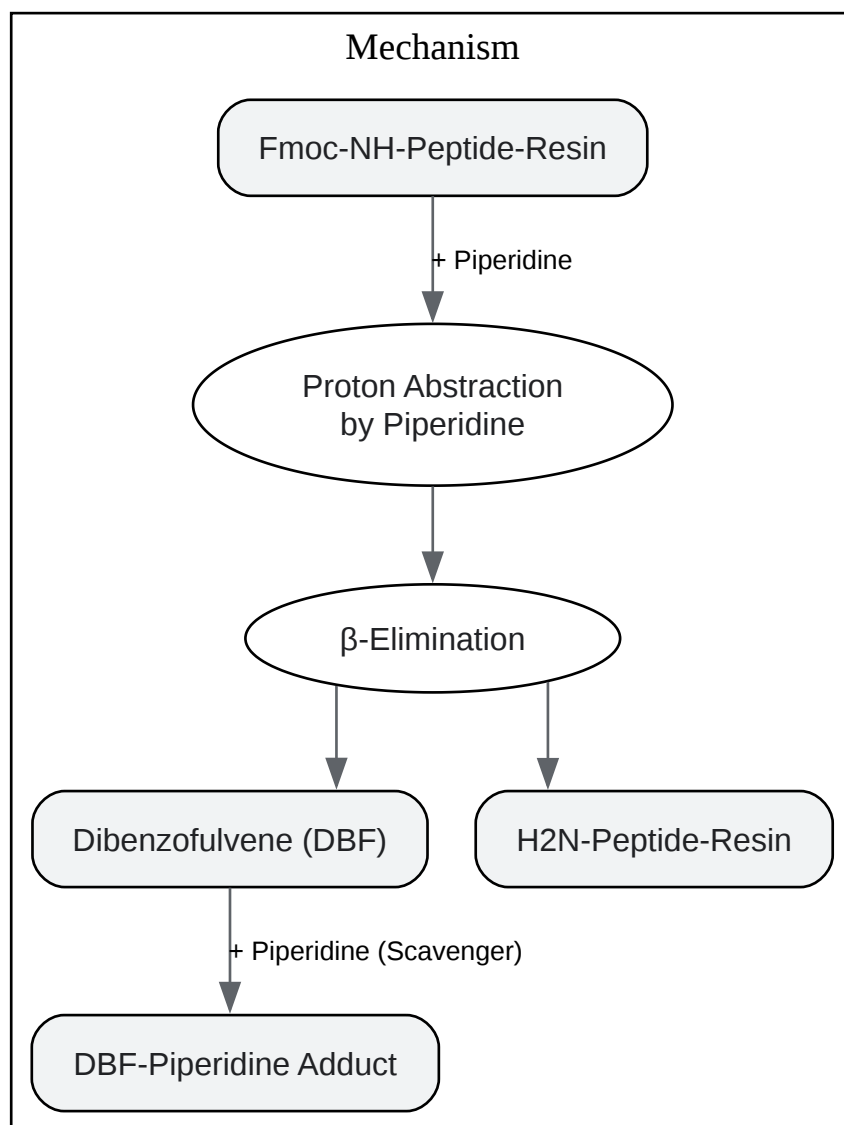 Mechanism
Fmoc-NH-Peptide-Resin
+ Piperidine
Proton Abstraction
by Piperidine
β-Elimination
Dibenzofulvene (DBF)
H2N-Peptide-Resin
+ Piperidine (Scavenger)
DBF-Piperidine Adduct